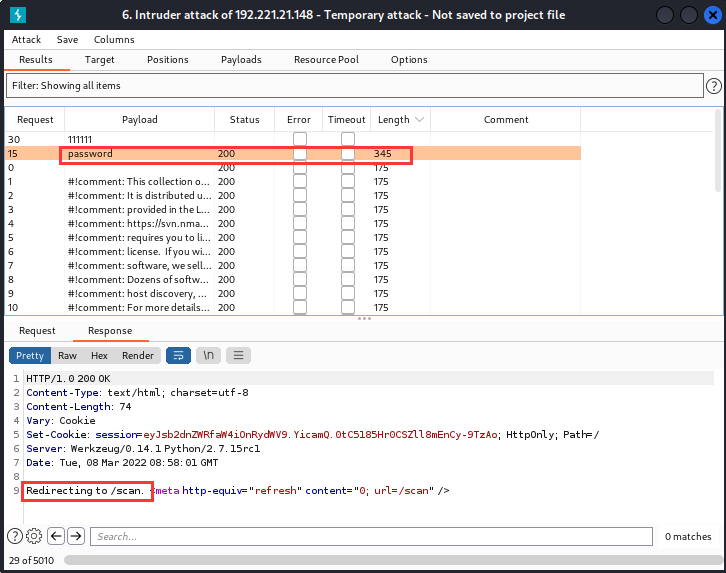 6. Intruder attack of 192.221.21.148 - Temporary attack - Not saved to project file
Attack Save Columns
Results Target Positions Payloads Resource Pool Options
Filter: Showing all items
Request Payload Status Error Timeout Length Comment
30 111111
15 password 200 345
0 200 175
1 #!comment: This collection o... 200 175
2 #!comment: It is distributed u... 200 175
3 #!comment: provided in the L... 200 175
4 #!comment: https://svn.nma... 200 175
5 #!comment: requires you to li... 200 175
6 #!comment: license. If you wi... 200 175
7 #!comment: software, we sell... 200 175
8 #!comment: Dozens of softw... 200 175
9 #!comment: host discovery, ... 200 175
10 #!comment: For more details... 200 175
Request Response
Pretty Raw Hex Render \n
1 HTTP/1.0 200 OK
2 Content-Type: text/html; charset=utf-8
3 Content-Length: 74
4 Vary: Cookie
5 Set-Cookie: session=eyJsb2dnZWRfaW4iOnRydWV9.YicamQ.0tC5185Hr0CSZll8mEnCy-9TzAo; HttpOnly; Path=/
6 Server: Werkzeug/0.14.1 Python/2.7.15rc1
7 Date: Tue, 08 Mar 2022 08:58:01 GMT
8
9 Redirecting to /scan. <meta http-equiv="refresh" content="0; url=/scan" />
Search... 0 matches
29 of 5010